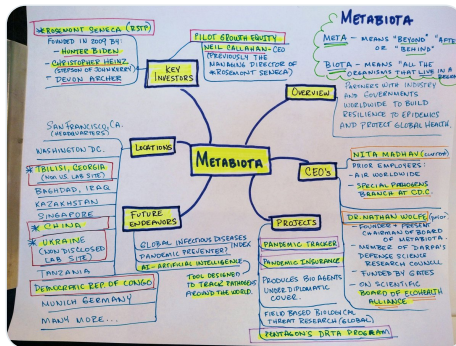 METABIOTA
META - MEANS "BEYOND" "AFTER"
OR "BEHIND"
BIOTA - MEANS "ALL THE
ORGANISMS THAT LIVE IN A
*ROSEMONT SENECA (RSTP)
FOUNDED IN 2009 BY:
- HUNTER BIDEN
- CHRISTOPHER HEINZ
(STEPSON OF JOHN KERRY)
- DEVON ARCHER
PILOT GROWTH EQUITY
NEIL CALLAHAN - CEO
(PREVIOUSLY THE
MANAGING DIRECTOR OF
*ROSEMONT SENECA)
KEY
INVESTORS
OVERVIEW
PARTNERS WITH INDUSTRY
AND GOVERNMENTS
WORLDWIDE TO BUILD
RESILIENCE TO EPIDEMICS
AND PROTECT GLOBAL HEALTH.
LOCATIONS
SAN FRANCISCO, CA.
(HEADQUARTERS)
WASHINGTON DC.
* TBILISI, GEORGIA
BAGHDAD, IRAQ
KAZAKHSTAN
SINGAPORE
* CHINA
* UKRAINE
(NON DISCLOSED
LAB SITE)
TANZANIA
DEMOCRATIC REP. OF CONGO
MUNICH GERMANY
MANY MORE...
METABIOTA
CEO'S
NITA MADHAV (CURRENT)
PRIOR EMPLOYERS:
- AIR WORLDWIDE
- SPECIAL PATHOGENS
BRANCH AT C.D.C.
DR. NATHAN WOLFE
- FOUNDER + PRESENT
CHAIRMAN OF BOARD
OF METABIOTA.
- MEMBER OF DARPA'S
DEFENSE SCIENCE
RESEARCH COUNCIL
- FUNDED BY GATES
- ON SCIENTIFIC
BOARD OF ECOHEALTH
ALLIANCE
FUTURE
ENDEAVORS
GLOBAL INFECTIOUS DISEASES
PANDEMIC PREVENTER? INDEX
AI - ARTIFICIAL INTELLIGENCE
TOOL DESIGNED
TO TRACK PATHOGENS
AROUND THE WORLD.
PROJECTS
PANDEMIC TRACKER
PANDEMIC INSURANCE
PRODUCES BIO AGENTS
UNDER DIPLOMATIC
COVER.
FIELD BASED BIOLOGICAL
THREAT RESEARCH (GLOBAL)
PENTAGON'S DRTA PROGRAM